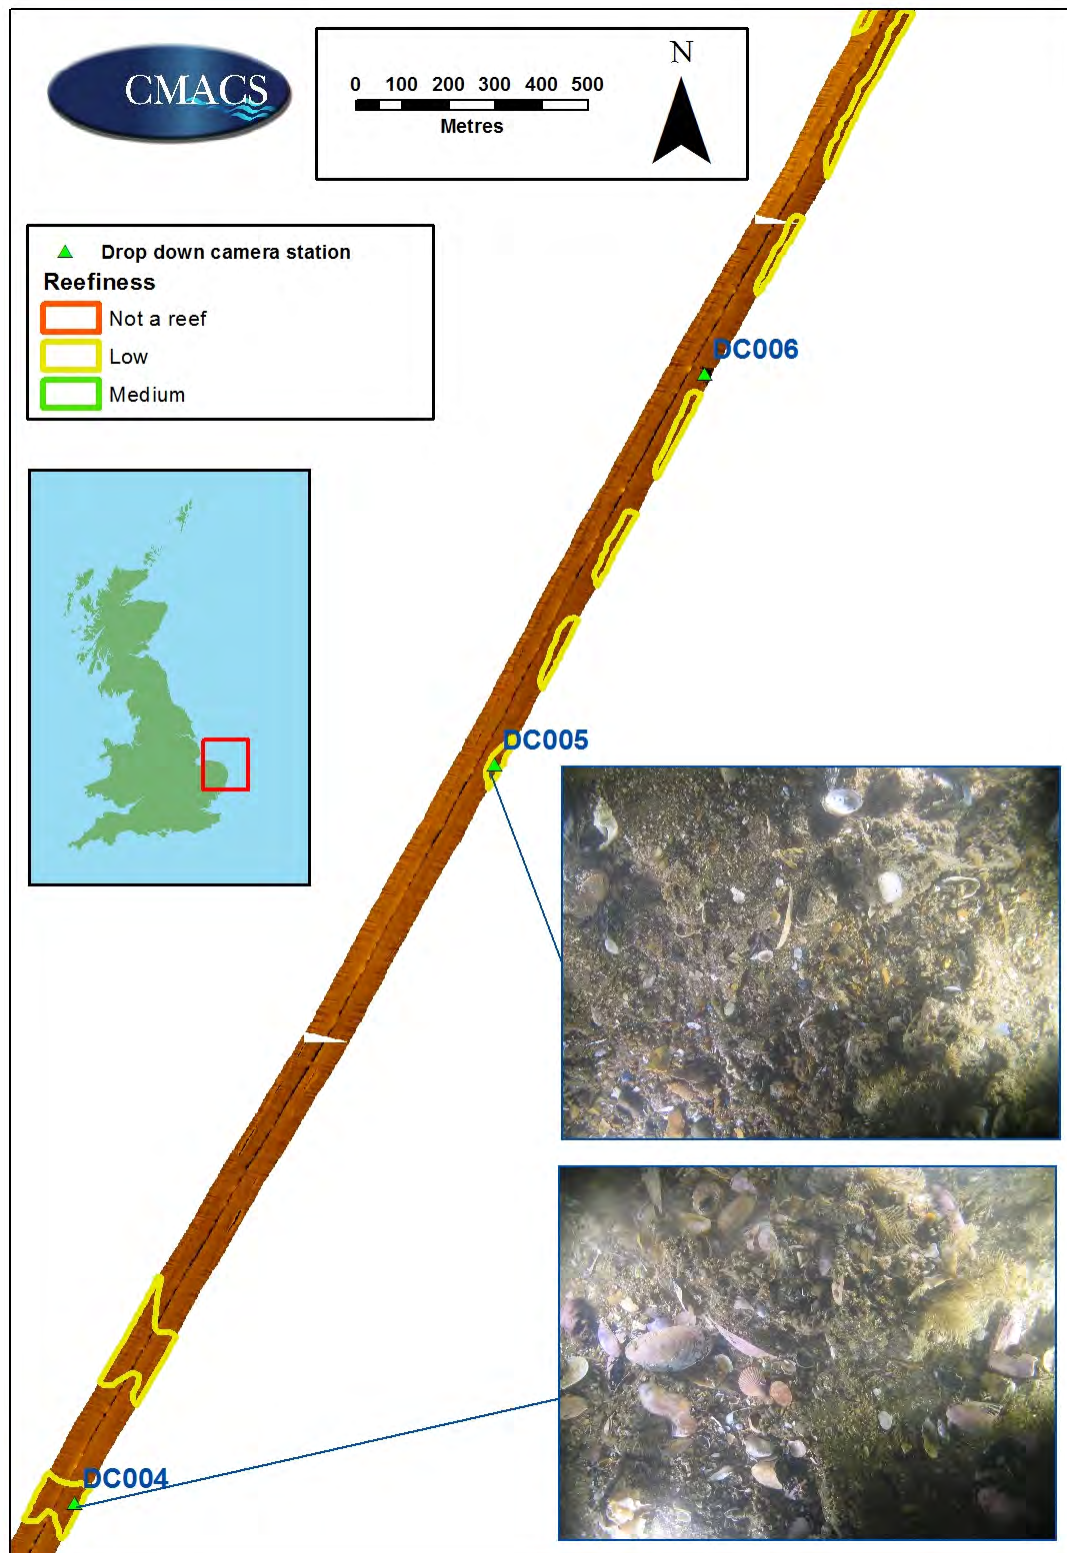 CMACS
N
0 100 200 300 400 500
Metres
Drop down camera station
Reefiness
Not a reef
Low
Medium
DC006
DC005
DC004